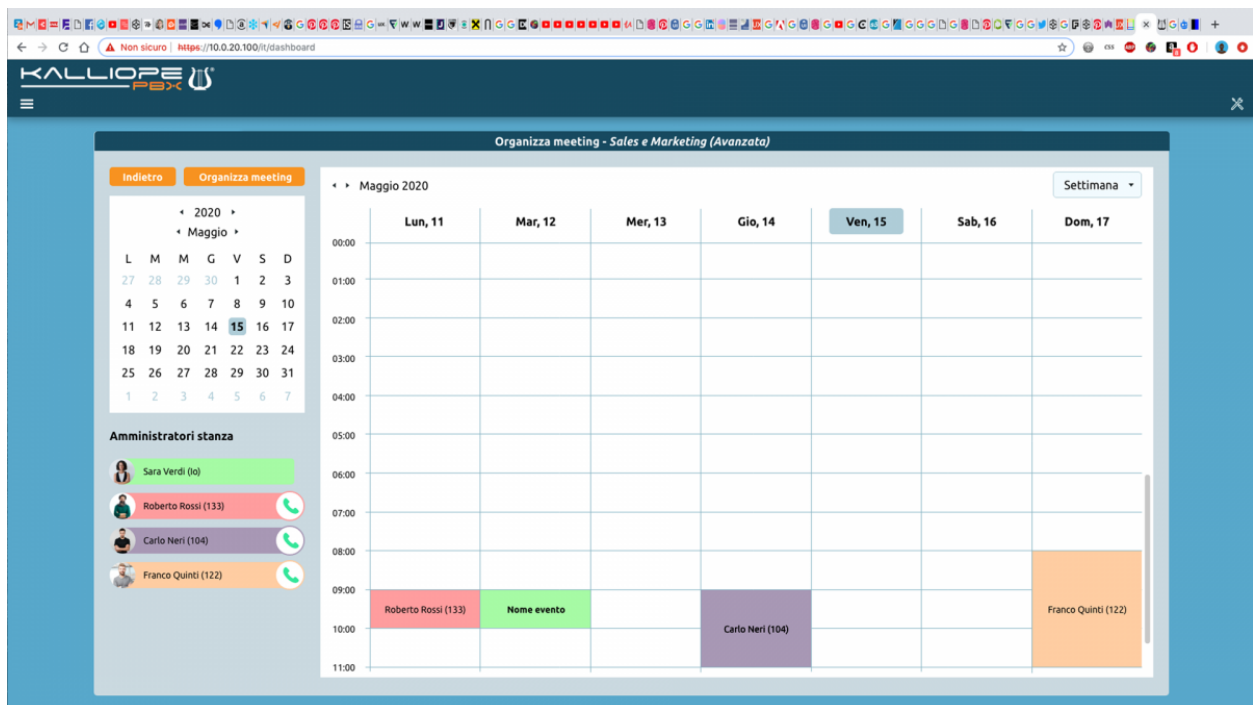 Non sicuro | https://10.0.20.100/it/dashboard
KALLIOPE
PBX
Organizza meeting - Sales e Marketing (Avanzata)
Indietro
Organizza meeting
2020
Maggio
L M M G V S D
27 28 29 30 1 2 3
4 5 6 7 8 9 10
11 12 13 14 15 16 17
18 19 20 21 22 23 24
25 26 27 28 29 30 31
1 2 3 4 5 6 7
Amministratori stanza
Sara Verdi (Io)
Roberto Rossi (133)
Carlo Neri (104)
Franco Quinti (122)
Maggio 2020
Settimana
Lun, 11 Mar, 12 Mer, 13 Gio, 14 Ven, 15 Sab, 16 Dom, 17
00:00
01:00
02:00
03:00
04:00
05:00
06:00
07:00
08:00
09:00
Roberto Rossi (133) Nome evento Franco Quinti (122)
10:00 Carlo Neri (104)
11:00